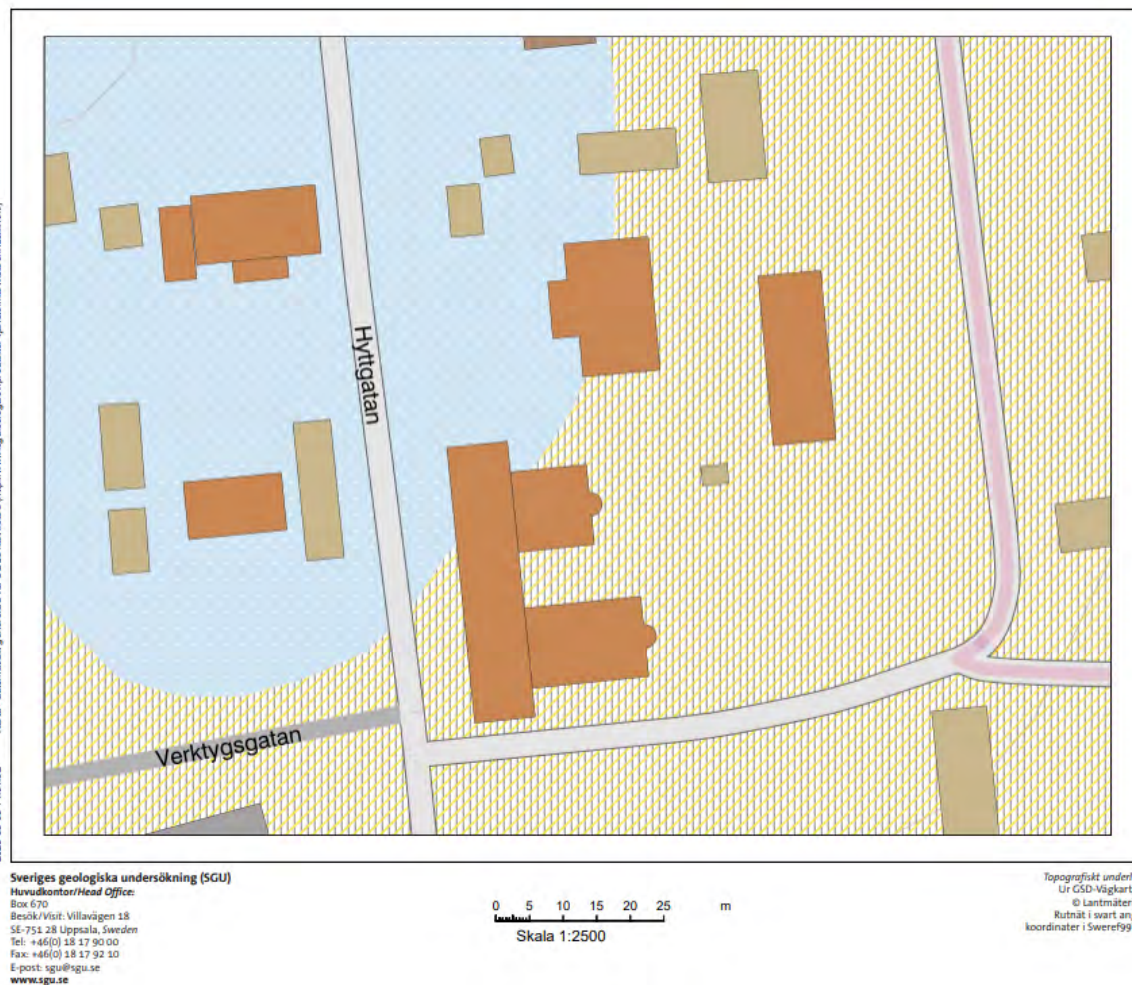 Hyttgatan
Verktygsgatan
Sveriges geologiska undersökning (SGU)
Huvudkontor/Head Office:
Box 670
Besök/Visit: Villavägen 18
SE-751 28 Uppsala, Sweden
Tel: +46(0) 18 17 90 00
Fax: +46(0) 18 17 92 10
E-post: sgu@sgu.se
www.sgu.se
0 5 10 15 20 25 m
Skala 1:2500
Topografiskt underl
Ur GSD-Vägkart
© Lantmäter
Rutnät i svart an
koordinater i Sweref99